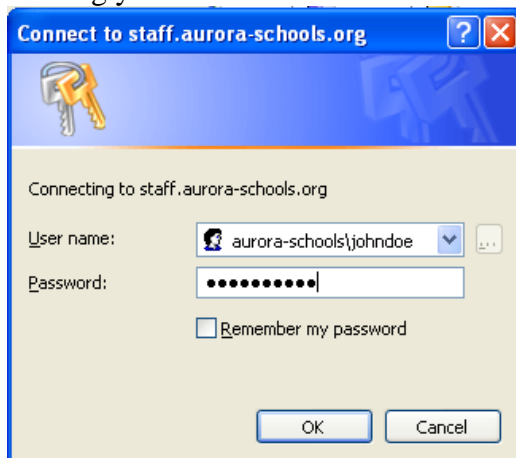 Connect to staff.aurora-schools.org
Connecting to staff.aurora-schools.org
User name: aurora-schools\johndoe ...
Password: ●●●●●●●●●●
Remember my password
OK Cancel